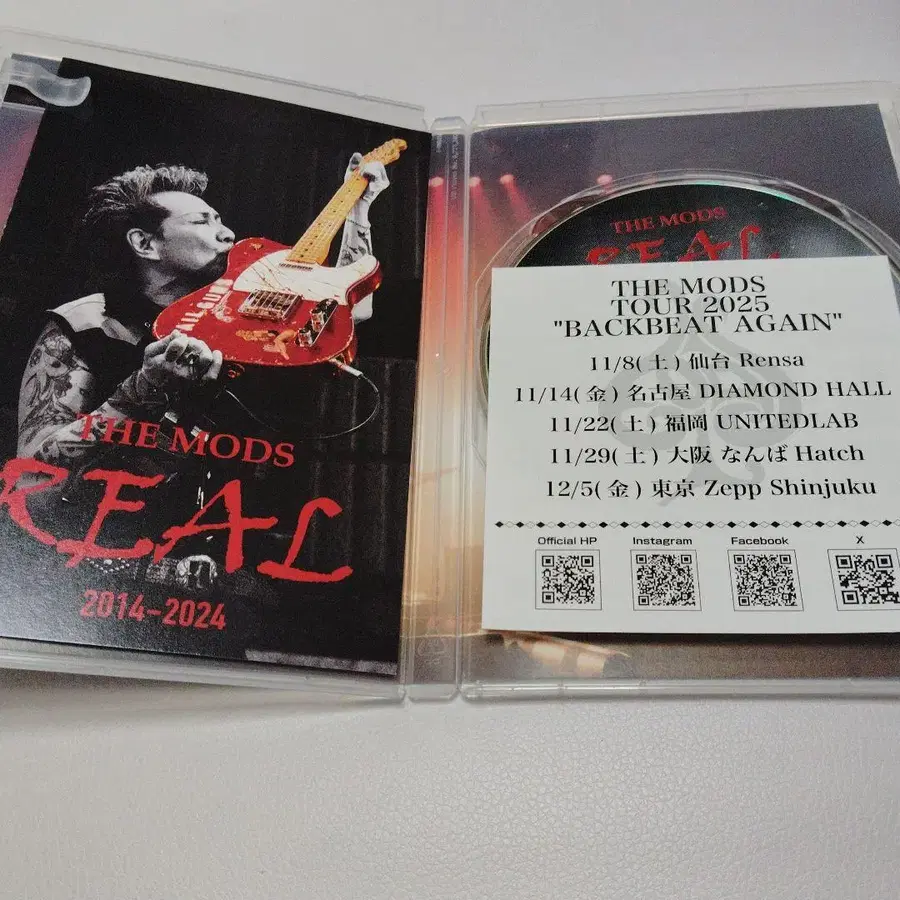 THE MODS
REAL
2014-2024
THE MODS
REAL
THE MODS
TOUR 2025
"BACKBEAT AGAIN"
11/8(土) 仙台 Rensa
11/14(金) 名古屋 DIAMOND HALL
11/22(土) 福岡 UNITEDLAB
11/29(土) 大阪 なんば Hatch
12/5(金) 東京 Zepp Shinjuku
Official HP
Instagram
Facebook
X